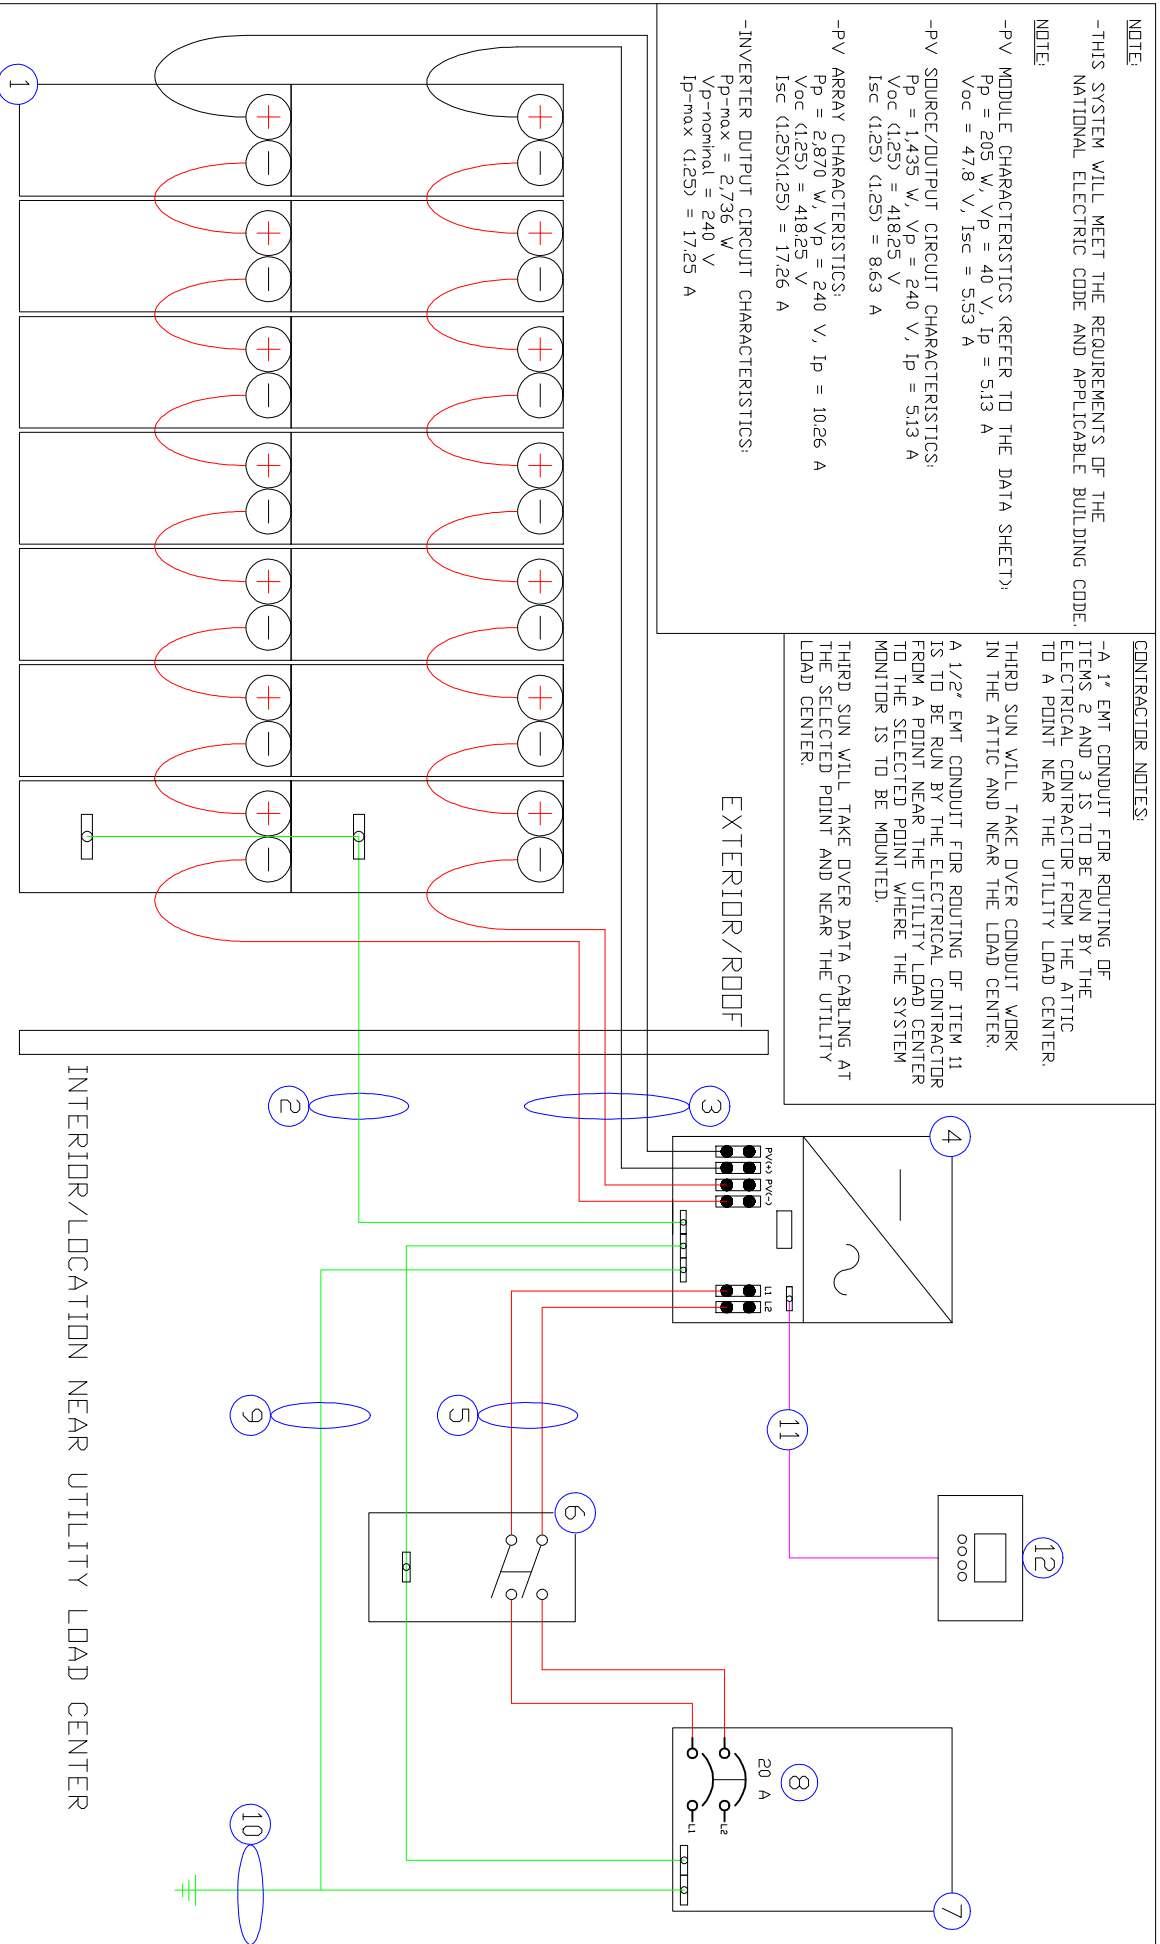 NOTE:
-THIS SYSTEM WILL MEET THE REQUIREMENTS OF THE
NATIONAL ELECTRIC CODE AND APPLICABLE BUILDING CODE.
NOTE:
-PV MODULE CHARACTERISTICS (REFER TO THE DATA SHEET):
Pp = 205 W, Vp = 40 V, Ip = 5.13 A
Voc = 47.8 V, Isc = 5.53 A
-PV SOURCE/OUTPUT CIRCUIT CHARACTERISTICS:
Pp = 1,435 W, Vp = 240 V, Ip = 5.13 A
Voc (1.25) = 418.25 V
Isc (1.25) (1.25) = 8.63 A
-PV ARRAY CHARACTERISTICS:
Pp = 2,870 W, Vp = 240 V, Ip = 10.26 A
Voc (1.25) = 418.25 V
Isc (1.25)(1.25) = 17.26 A
-INVERTER OUTPUT CIRCUIT CHARACTERISTICS:
Pp-max = 2,736 W
Vp-nominal = 240 V
Ip-max (1.25) = 17.25 A
CONTRACTOR NOTES:
-A 1" EMT CONDUIT FOR ROUTING OF
ITEMS 2 AND 3 IS TO BE RUN BY THE
ELECTRICAL CONTRACTOR FROM THE ATTIC
TO A POINT NEAR THE UTILITY LOAD CENTER.
THIRD SUN WILL TAKE OVER CONDUIT WORK
IN THE ATTIC AND NEAR THE LOAD CENTER.
A 1/2" EMT CONDUIT FOR ROUTING OF ITEM 11
IS TO BE RUN BY THE ELECTRICAL CONTRACTOR
FROM A POINT NEAR THE UTILITY LOAD CENTER
TO THE SELECTED POINT WHERE THE SYSTEM
MONITOR IS TO BE MOUNTED.
THIRD SUN WILL TAKE OVER DATA CABLING AT
THE SELECTED POINT AND NEAR THE UTILITY
LOAD CENTER.
EXTERIOR/ROOF
INTERIOR/LOCATION NEAR UTILITY LOAD CENTER
1
2
3
4
PV(+) PV(-)
L1 L2
5
6
7
8
20 A
L2
L1
9
10
11
12